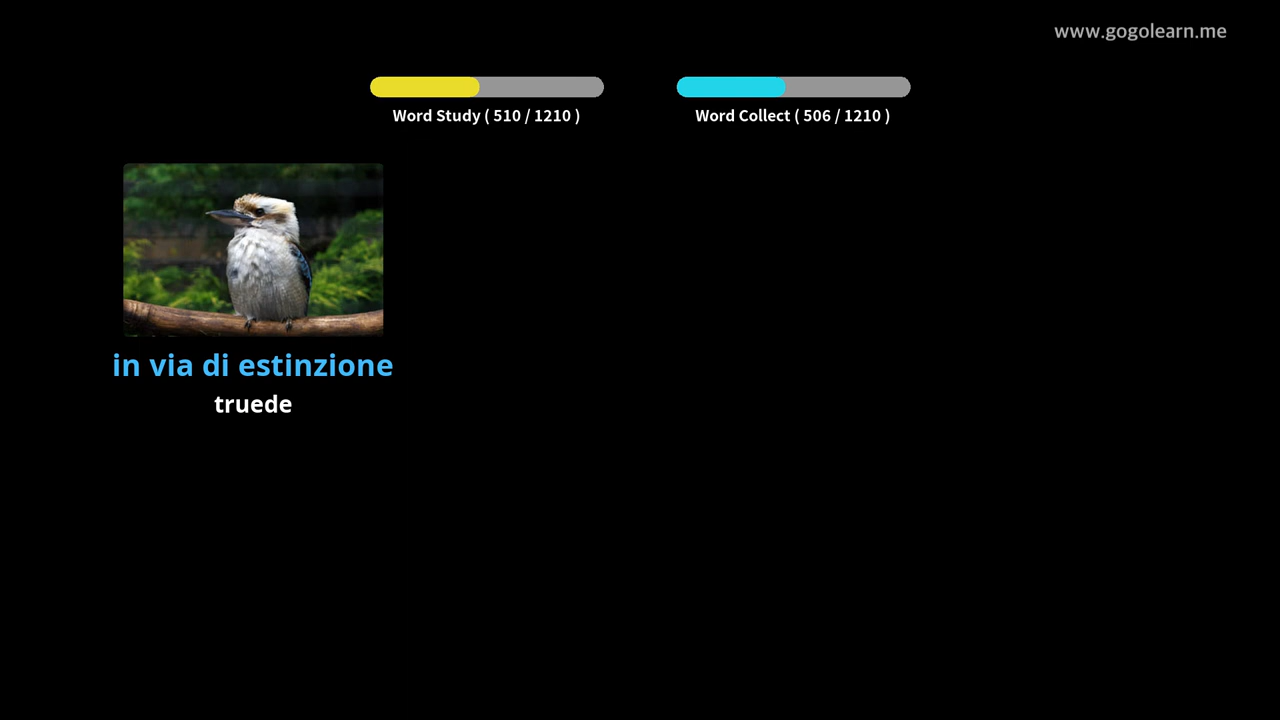 www.gogolearn.me
Word Study ( 510 / 1210 )
Word Collect ( 506 / 1210 )
in via di estinzione
truede